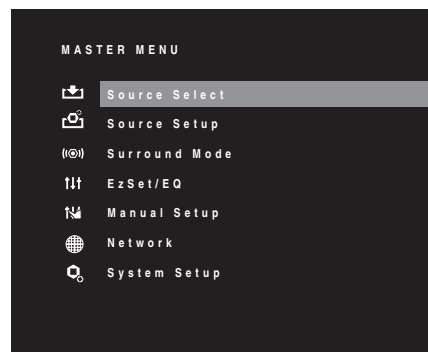 MASTER MENU
Source Select
Source Setup
Surround Mode
EzSet/EQ
Manual Setup
Network
System Setup